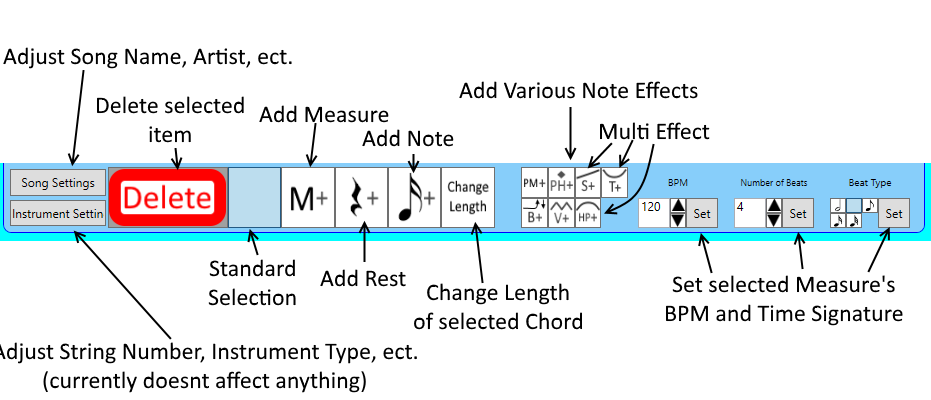 Adjust Song Name, Artist, ect.
Delete selected
item
Add Measure
Add Note
Add Various Note Effects
Multi Effect
Song Settings
Instrument Settin
Delete
M+
+
+
Change
Length
PM+ PH+ S+ T+
B+ V+ HP+
BPM
120
Set
Number of Beats
4
Set
Beat Type
Set
Standard
Selection
Add Rest
Change Length
of selected Chord
Set selected Measure's
BPM and Time Signature
Adjust String Number, Instrument Type, ect.
(currently doesnt affect anything)